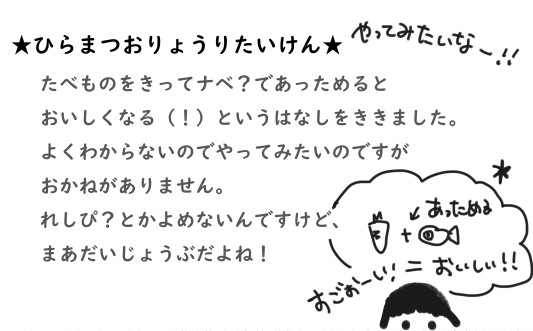 ★ひらまつおりょうりたいけん★
やってみたいなー!!
たべものをきってナベ？であっためると
おいしくなる（！）というはなしをききました。
よくわからないのでやってみたいのですが
おかねがありません。
れしぴ？とかよめないんですけど、
まあだいじょうぶだよね！
あっためる
+
すごおーい! = おいしい!!